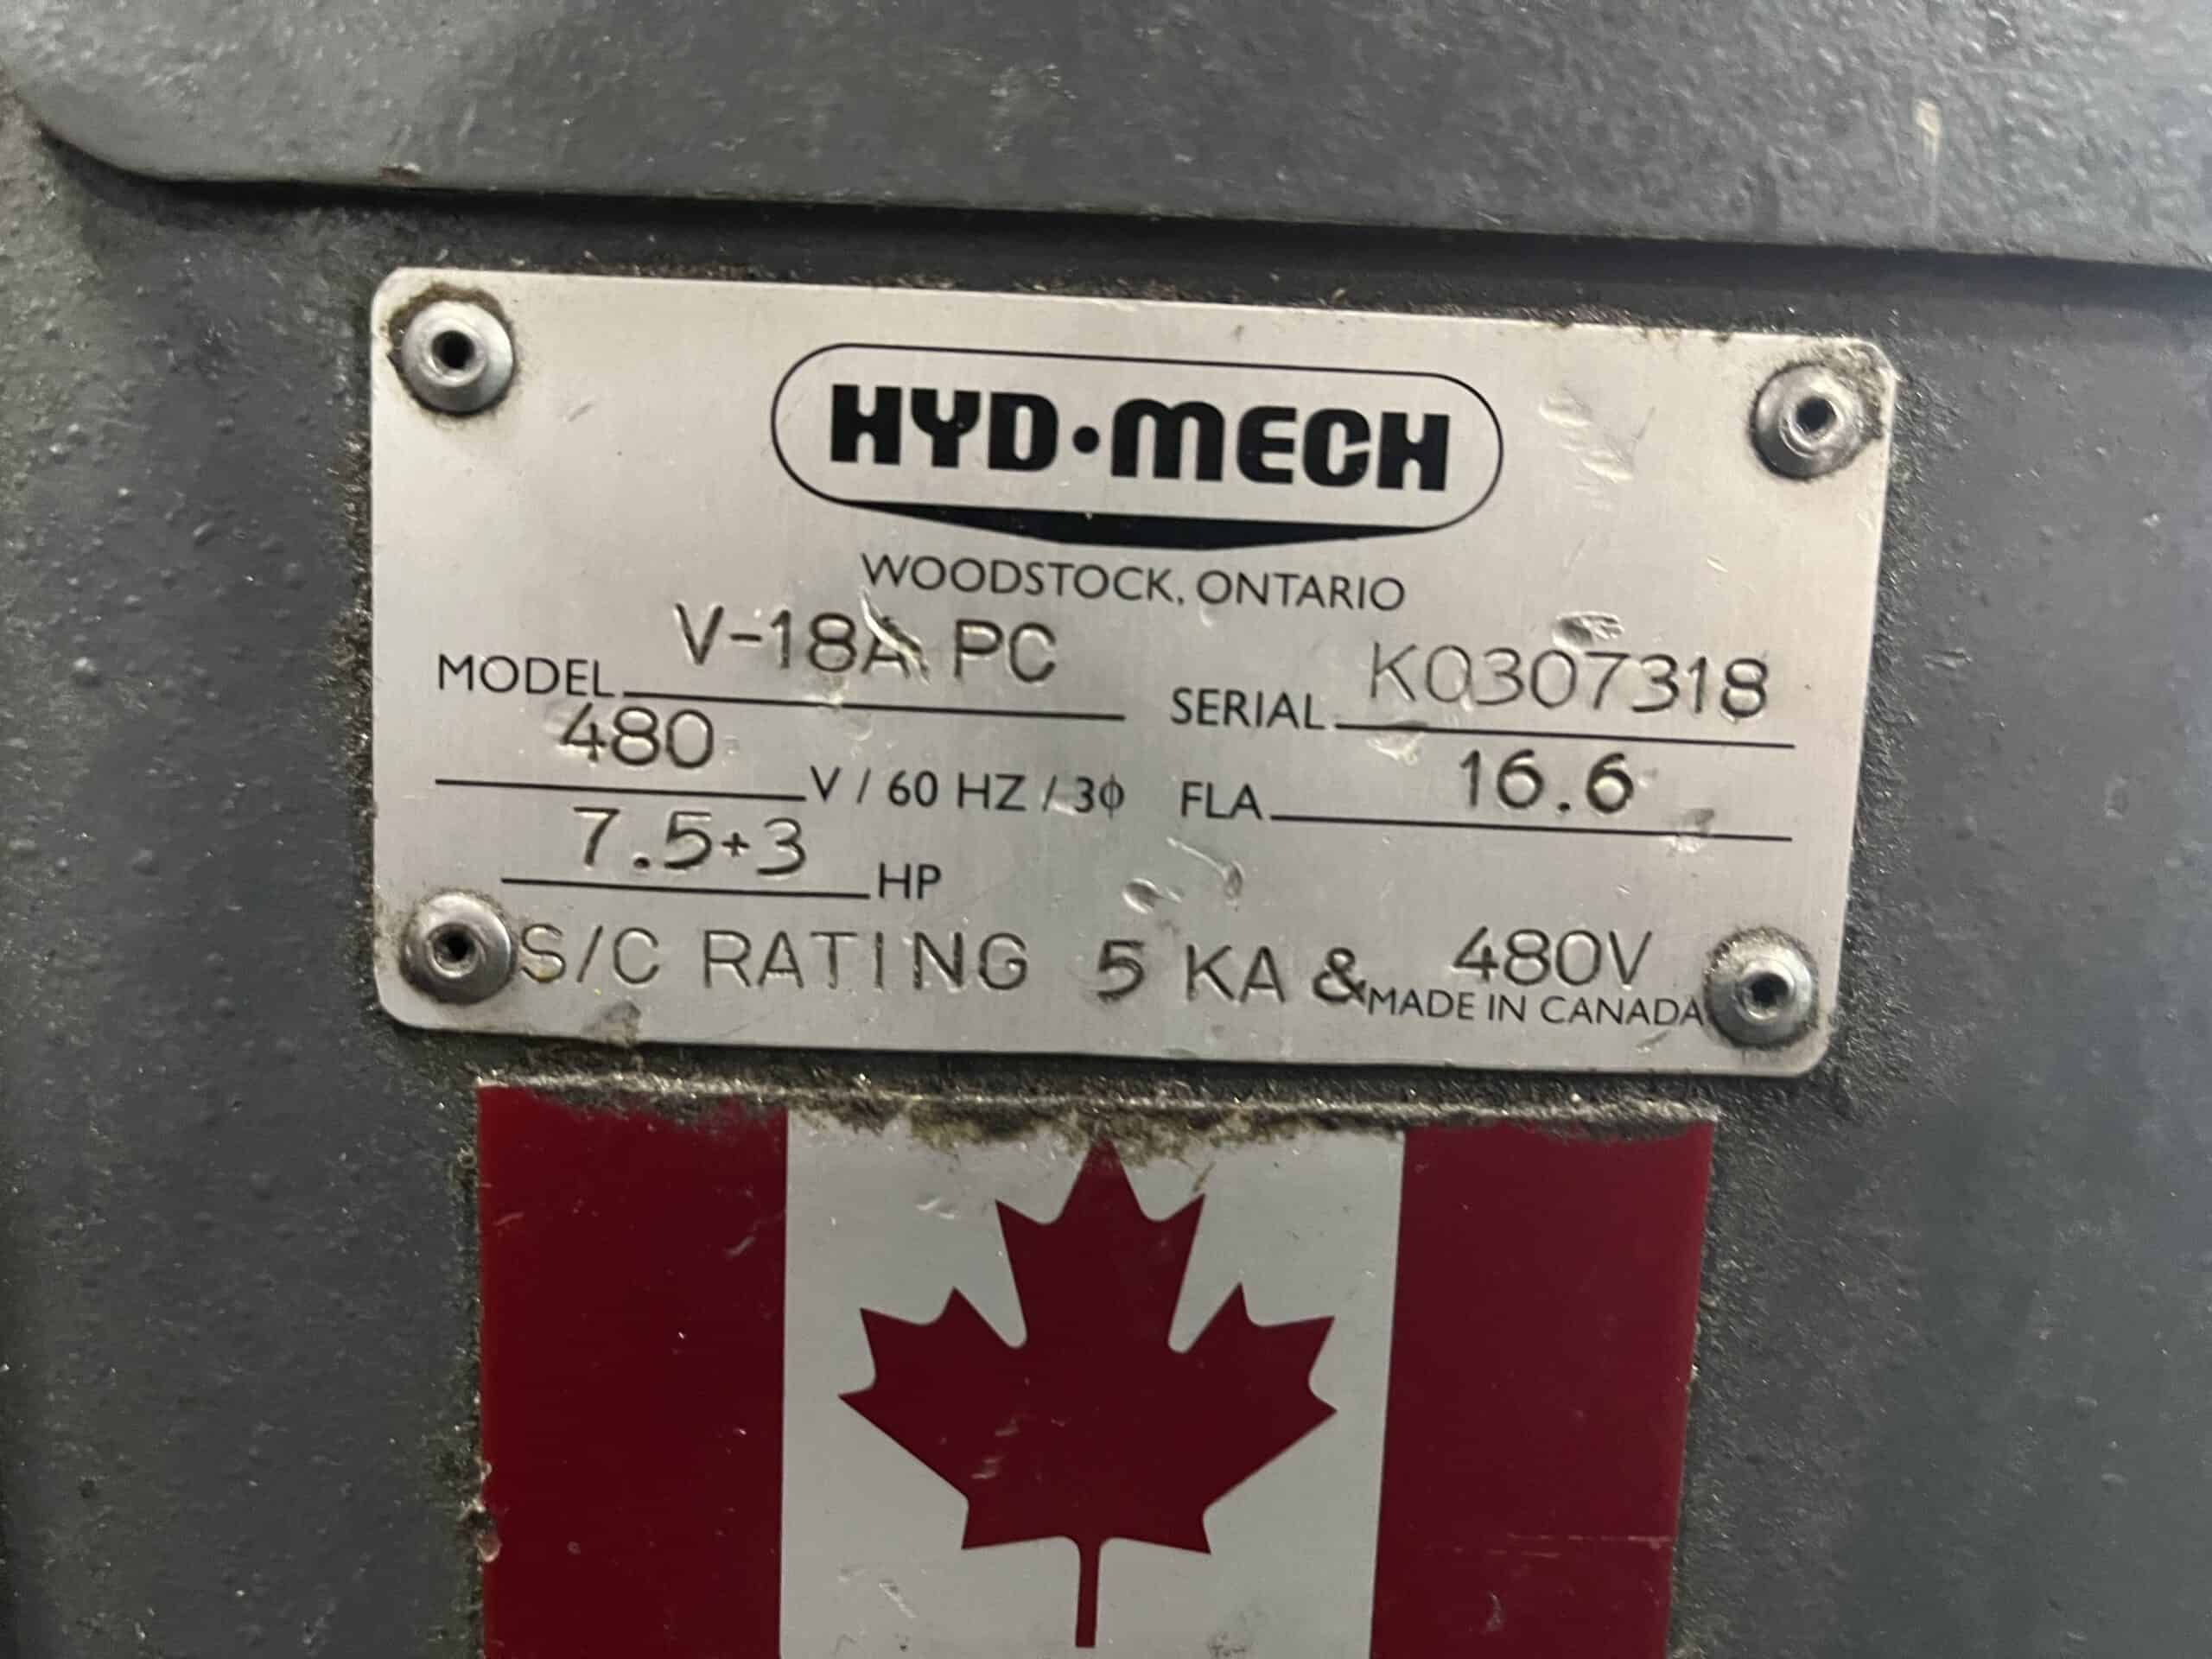 HYD·MECH
WOODSTOCK, ONTARIO
MODEL V-18A PC SERIAL K0307318
480 V / 60 HZ / 3ϕ FLA 16.6
7.5+3 HP
S/C RATING 5 KA & 480V
MADE IN CANADA